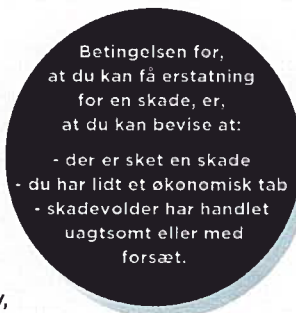 Betingelsen for,
at du kan få erstatning
for en skade, er,
at du kan bevise at:
- der er sket en skade
- du har lidt et økonomisk tab
- skadevolder har handlet
uagtsomt eller med
forsæt.